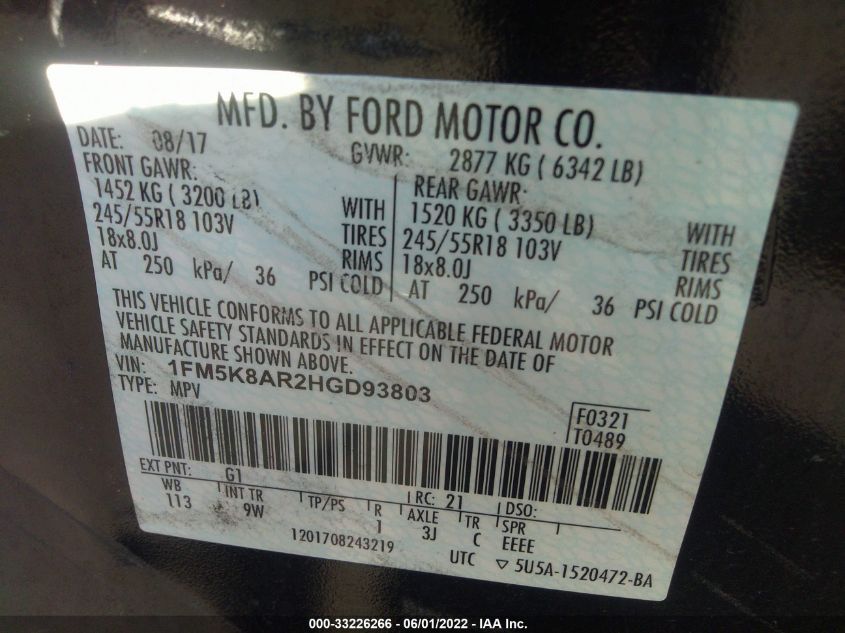 MFD. BY FORD MOTOR CO.
DATE: 08/17 GVWR: 2877 KG ( 6342 LB)
FRONT GAWR: REAR GAWR:
1452 KG ( 3200 LB) WITH 1520 KG ( 3350 LB) WITH
245/55R18 103V TIRES 245/55R18 103V TIRES
18x8.0J RIMS 18x8.0J RIMS
AT 250 kPa/ 36 PSI COLD AT 250 kPa/ 36 PSI COLD
THIS VEHICLE CONFORMS TO ALL APPLICABLE FEDERAL MOTOR
VEHICLE SAFETY STANDARDS IN EFFECT ON THE DATE OF
MANUFACTURE SHOWN ABOVE.
VIN: 1FM5K8AR2HGD93803
TYPE: MPV
F0321
T0489
EXT PNT: G1 RC: 21 DSO:
WB INT TR TP/PS R AXLE TR SPR
113 9W 1 3J C EEEE
1201708243219 UTC ▽ 5U5A-1520472-BA
000-33226266 - 06/01/2022 - IAA Inc.